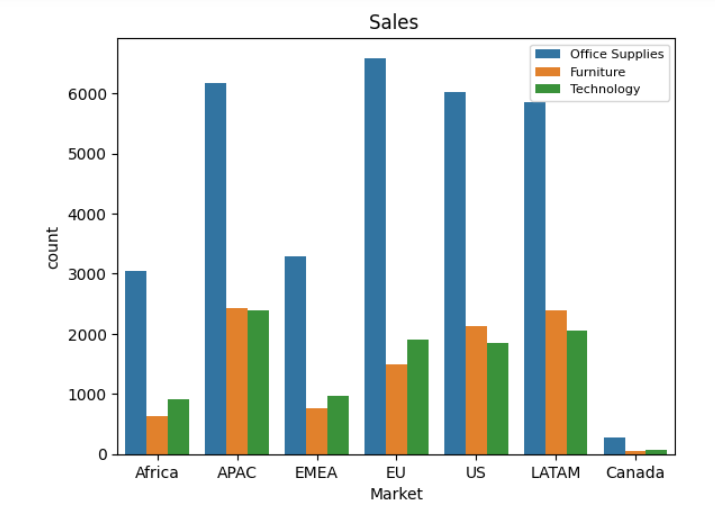 Sales
Office Supplies
Furniture
Technology
6000
5000
4000
3000
2000
1000
0
count
Africa APAC EMEA EU US LATAM Canada
Market